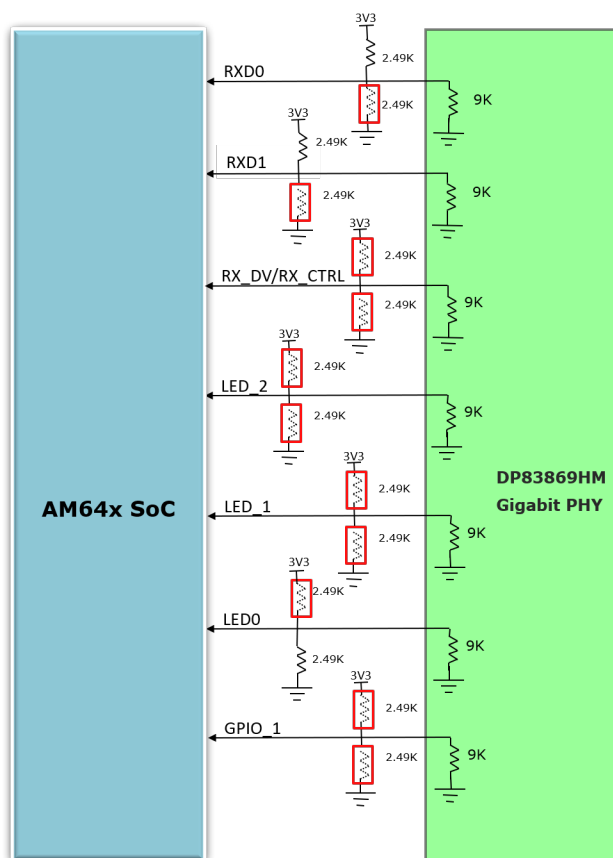 3V3
2.49K
RXD0
2.49K
9K
3V3
2.49K
RXD1
2.49K
9K
3V3
2.49K
RX_DV/RX_CTRL
2.49K
9K
3V3
2.49K
LED_2
2.49K
9K
3V3
2.49K
AM64x SoC
DP83869HM
Gigabit PHY
LED_1
2.49K
9K
3V3
2.49K
LED0
2.49K
9K
3V3
2.49K
GPIO_1
2.49K
9K